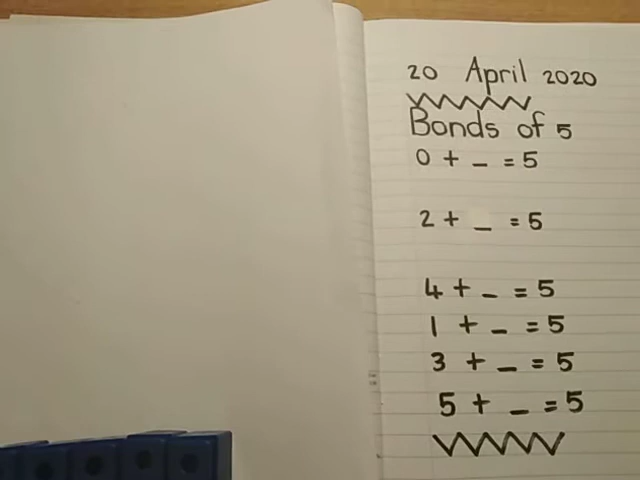 20 April 2020
Bonds of 5
0 + _ = 5
2 + _ = 5
4 + _ = 5
1 + _ = 5
3 + _ = 5
5 + _ = 5